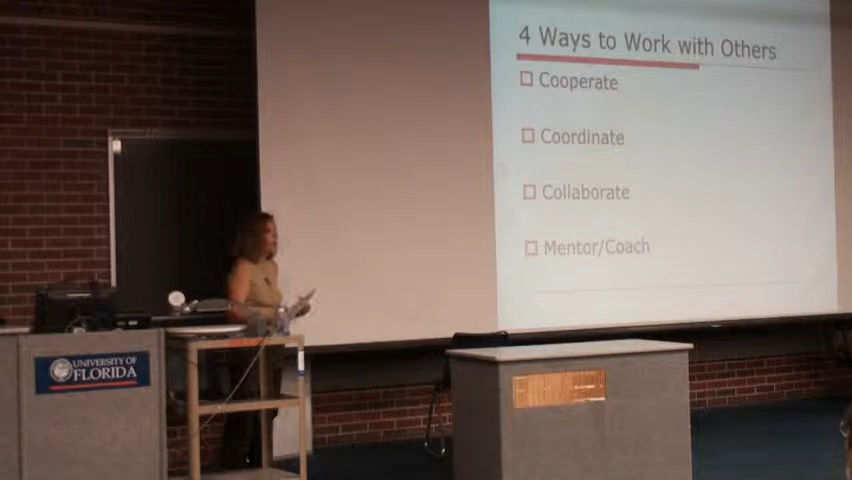 4 Ways to Work with Others
Cooperate
Coordinate
Collaborate
Mentor/Coach
UNIVERSITY OF
FLORIDA